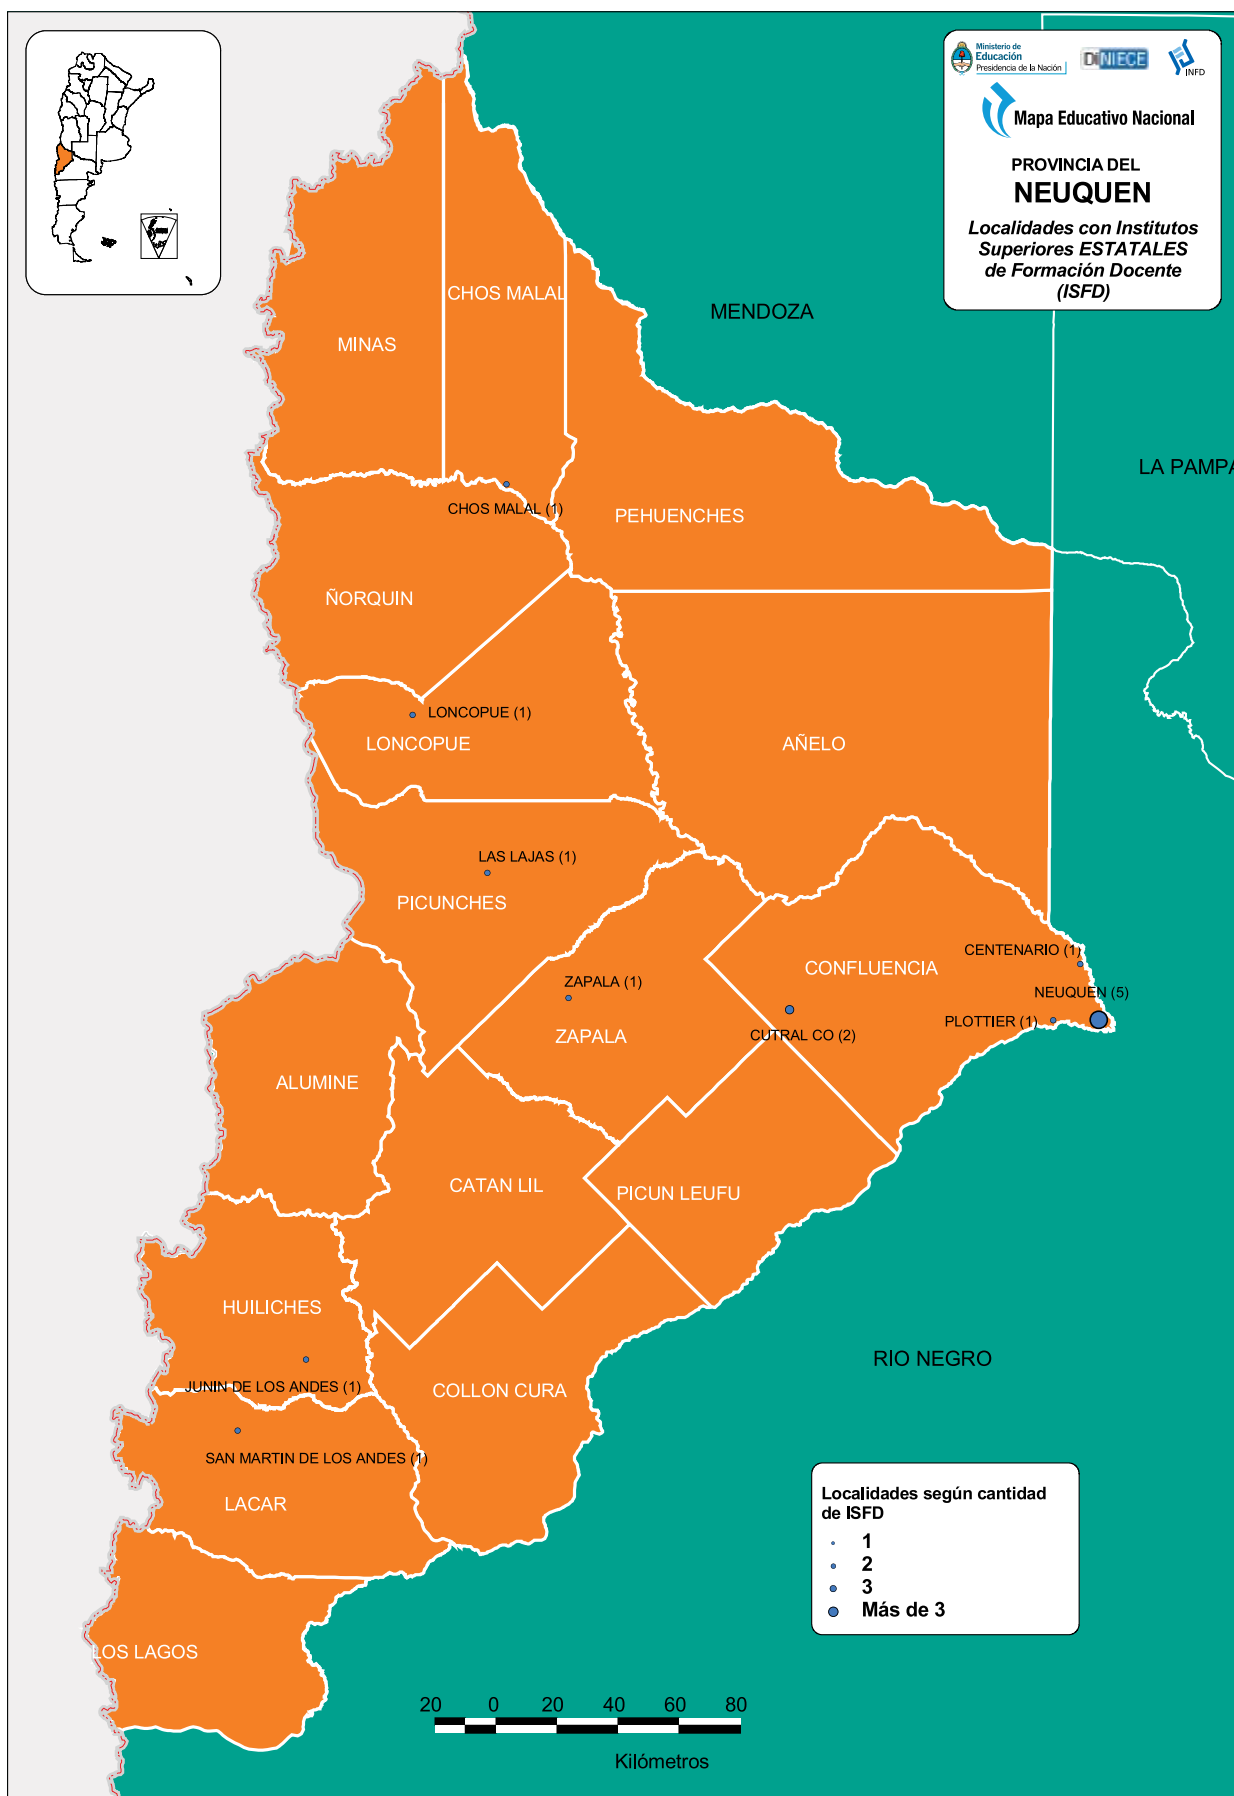 Ministerio de
Educación
Presidencia de la Nación
DiNIECE
INFD
Mapa Educativo Nacional
PROVINCIA DEL
NEUQUEN
Localidades con Institutos
Superiores ESTATALES
de Formación Docente
(ISFD)
CHOS MALAL
MENDOZA
MINAS
LA PAMPA
CHOS MALAL (1)
PEHUENCHES
ÑORQUIN
LONCOPUE (1)
LONCOPUE
AÑELO
LAS LAJAS (1)
PICUNCHES
CENTENARIO (1)
CONFLUENCIA
ZAPALA (1)
NEUQUEN (5)
PLOTTIER (1)
ZAPALA
CUTRAL CO (2)
ALUMINE
CATAN LIL
PICUN LEUFU
HUILICHES
RIO NEGRO
JUNIN DE LOS ANDES (1)
COLLON CURA
SAN MARTIN DE LOS ANDES (1)
LACAR
Localidades según cantidad
de ISFD
1
2
3
Más de 3
LOS LAGOS
20 0 20 40 60 80
Kilómetros